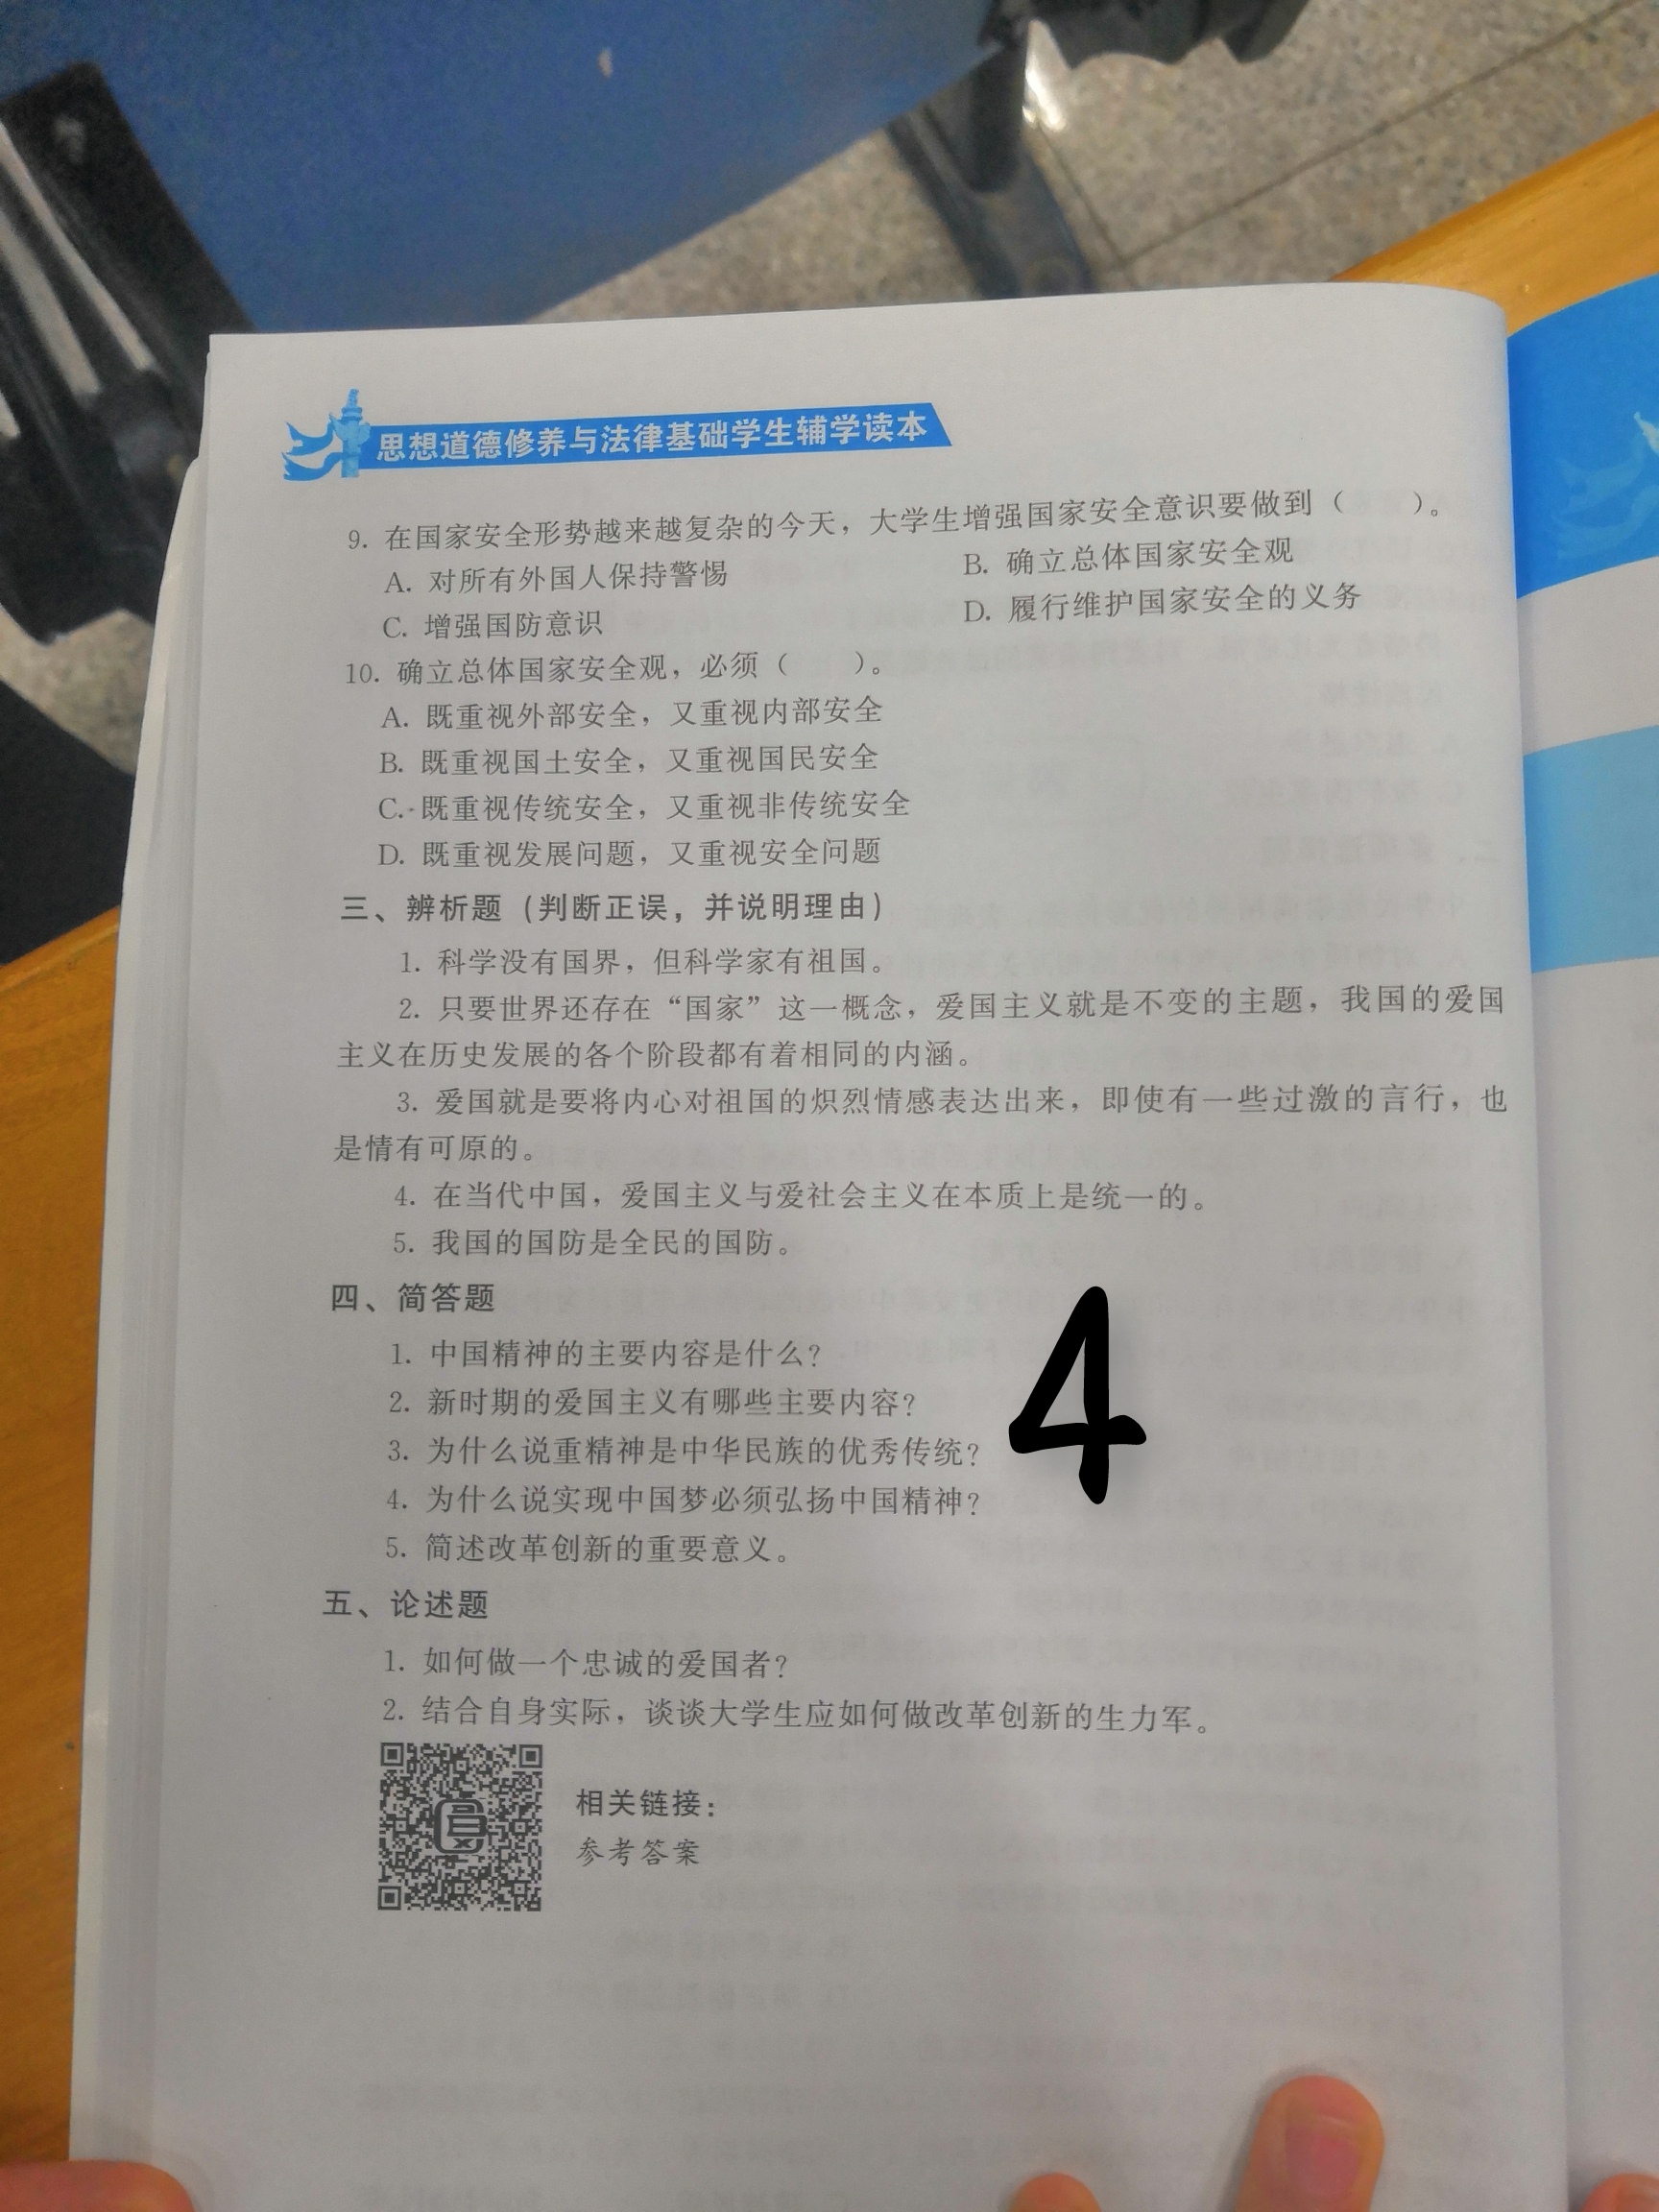 思想道德修养与法律基础学生辅学读本
9. 在国家安全形势越来越复杂的今天，大学生增强国家安全意识要做到（　　）。
A. 对所有外国人保持警惕　　B. 确立总体国家安全观
C. 增强国防意识　　D. 履行维护国家安全的义务
10. 确立总体国家安全观，必须（　　）。
A. 既重视外部安全，又重视内部安全
B. 既重视国土安全，又重视国民安全
C. 既重视传统安全，又重视非传统安全
D. 既重视发展问题，又重视安全问题
三、辨析题（判断正误，并说明理由）
1. 科学没有国界，但科学家有祖国。
2. 只要世界还存在“国家”这一概念，爱国主义就是不变的主题，我国的爱国
主义在历史发展的各个阶段都有着相同的内涵。
3. 爱国就是要将内心对祖国的炽烈情感表达出来，即使有一些过激的言行，也
是情有可原的。
4. 在当代中国，爱国主义与爱社会主义在本质上是统一的。
5. 我国的国防是全民的国防。
四、简答题
1. 中国精神的主要内容是什么？
2. 新时期的爱国主义有哪些主要内容？
3. 为什么说重精神是中华民族的优秀传统？
4. 为什么说实现中国梦必须弘扬中国精神？
5. 简述改革创新的重要意义。
4
五、论述题
1. 如何做一个忠诚的爱国者？
2. 结合自身实际，谈谈大学生应如何做改革创新的生力军。
相关链接：
参考答案